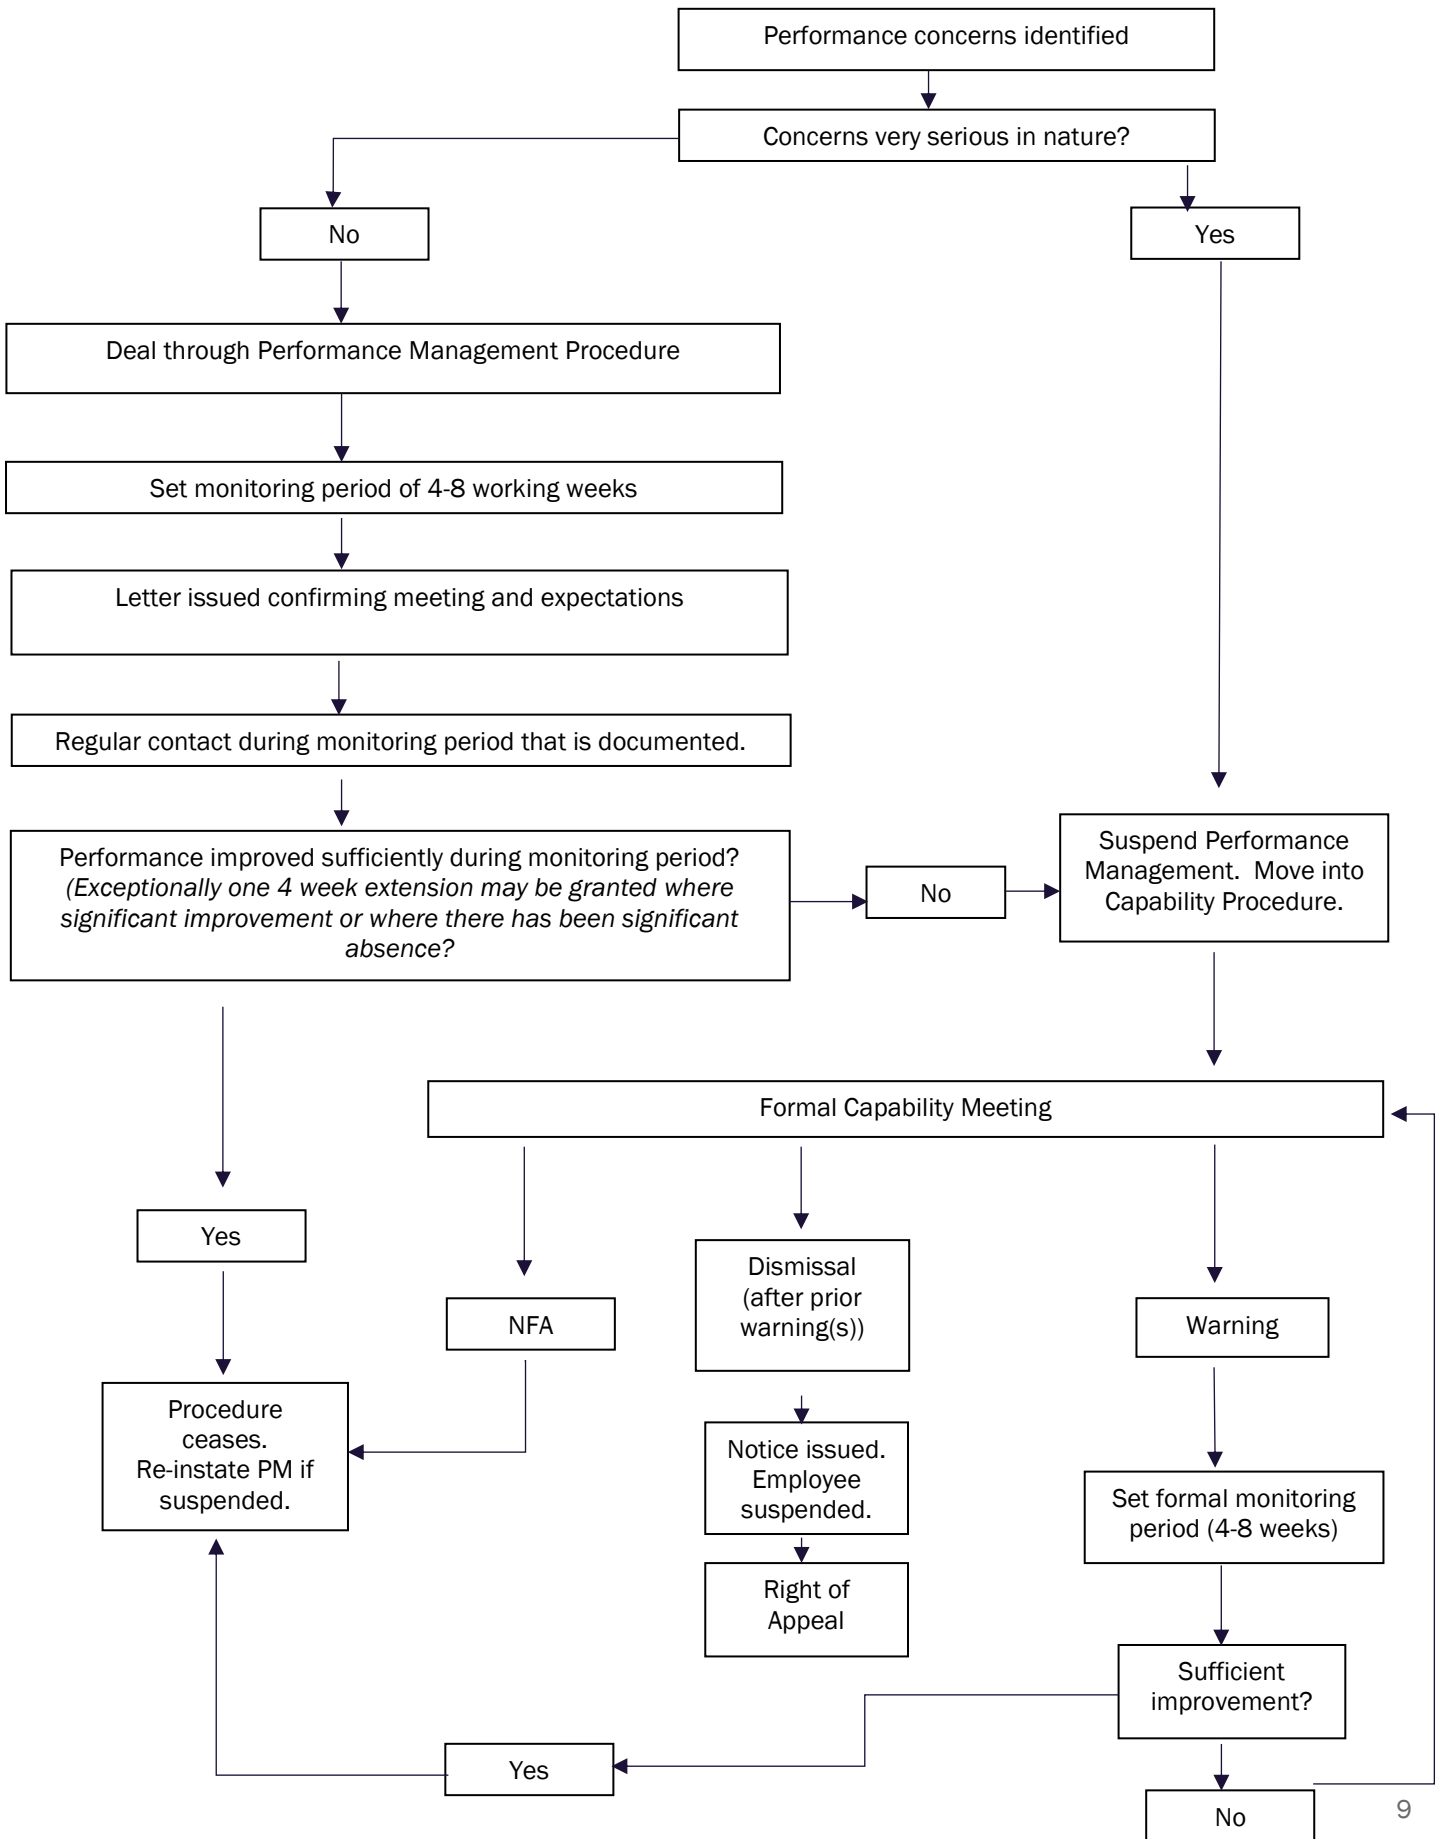 Performance concerns identified
Concerns very serious in nature?
No
Yes
Deal through Performance Management Procedure
Set monitoring period of 4-8 working weeks
Letter issued confirming meeting and expectations
Regular contact during monitoring period that is documented.
Performance improved sufficiently during monitoring period?
(Exceptionally one 4 week extension may be granted where
significant improvement or where there has been significant
absence?
No
Suspend Performance
Management.  Move into
Capability Procedure.
Formal Capability Meeting
Yes
NFA
Dismissal
(after prior
warning(s))
Warning
Procedure
ceases.
Re-instate PM if
suspended.
Notice issued.
Employee
suspended.
Set formal monitoring
period (4-8 weeks)
Right of
Appeal
Sufficient
improvement?
Yes
No
9